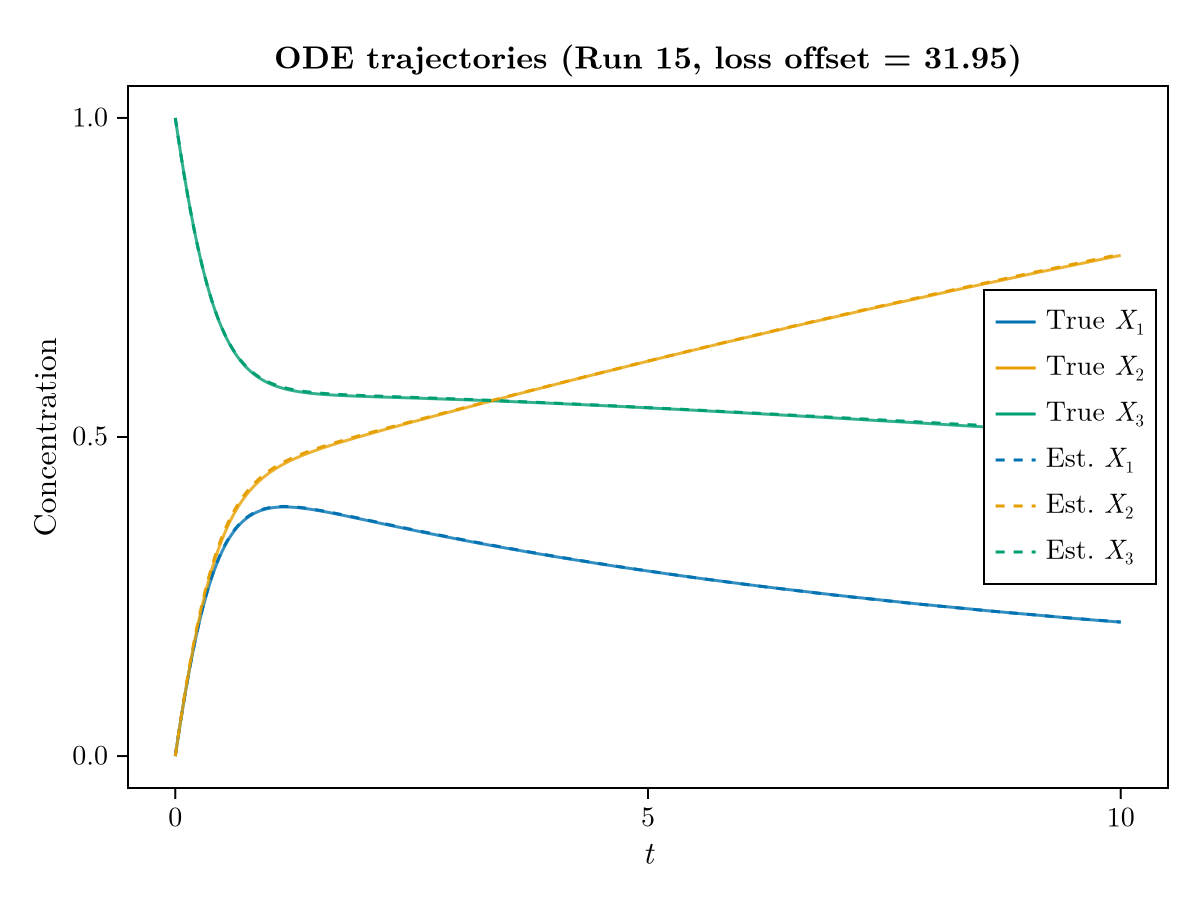 ODE trajectories (Run 15, loss offset = 31.95)
Concentration
1.0
0.5
0.0
0
5
10
t
True X₁
True X₂
True X₃
Est. X₁
Est. X₂
Est. X₃